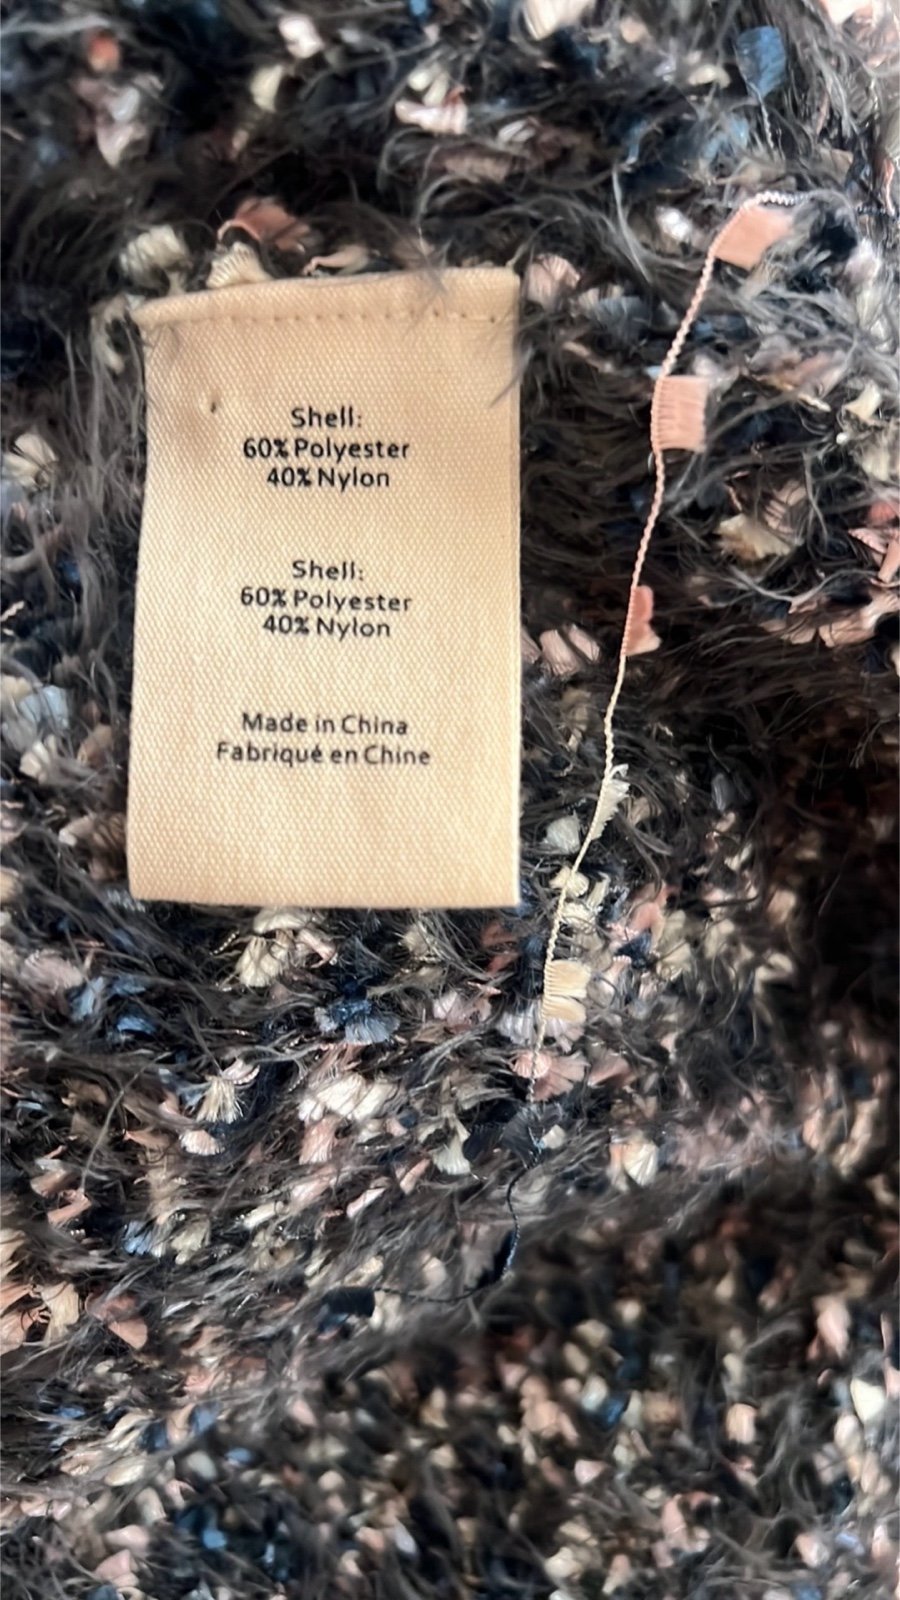 Shell:
60% Polyester
40% Nylon
Shell:
60% Polyester
40% Nylon
Made in China
Fabriqué en Chine